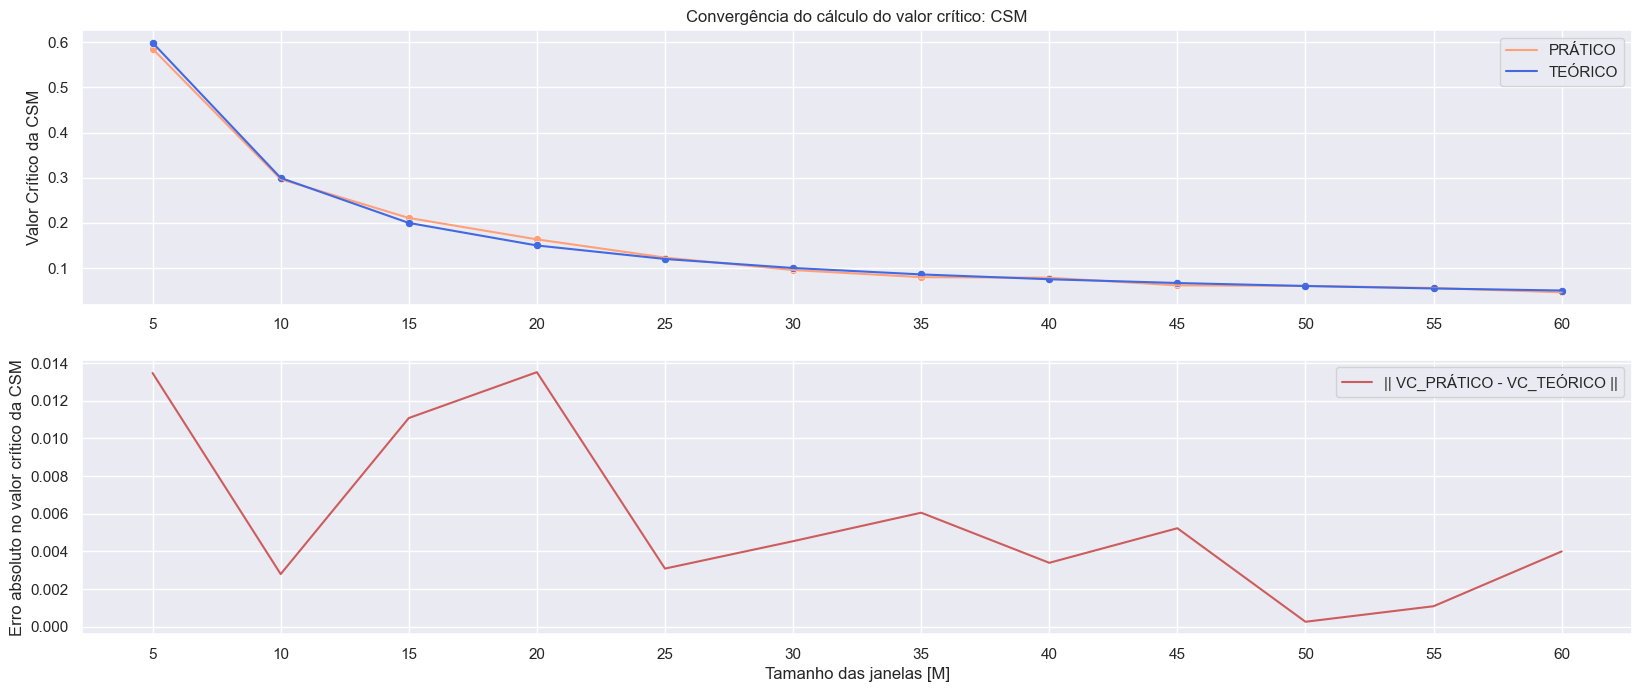 Convergência do cálculo do valor crítico: CSM
Valor Crítico da CSM
0.6
0.5
0.4
0.3
0.2
0.1
PRÁTICO
TEÓRICO
5 10 15 20 25 30 35 40 45 50 55 60
Erro absoluto no valor crítico da CSM
0.014
0.012
0.010
0.008
0.006
0.004
0.002
0.000
|| VC_PRÁTICO - VC_TEÓRICO ||
5 10 15 20 25 30 35 40 45 50 55 60
Tamanho das janelas [M]